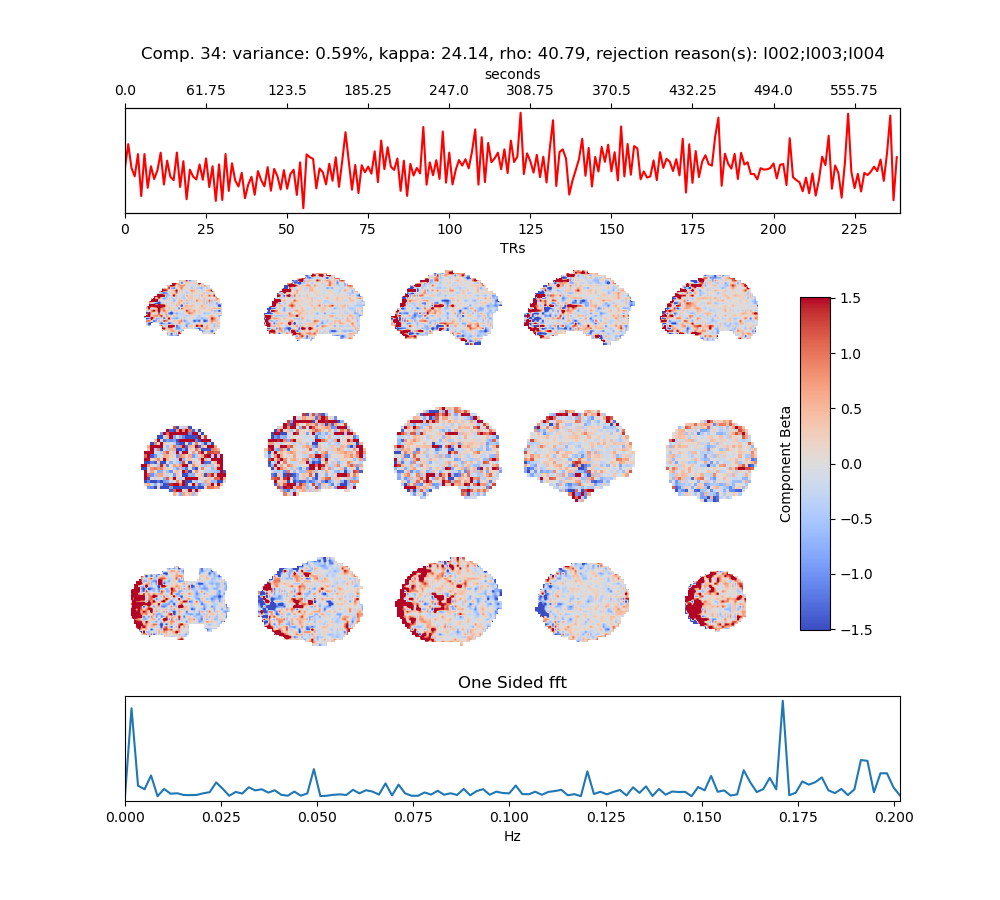 Comp. 34: variance: 0.59%, kappa: 24.14, rho: 40.79, rejection reason(s): I002;I003;I004
seconds
0.0 61.75 123.5 185.25 247.0 308.75 370.5 432.25 494.0 555.75
0 25 50 75 100 125 150 175 200 225
TRs
1.5
1.0
0.5
0.0
−0.5
−1.0
−1.5
Component Beta
One Sided fft
0.000 0.025 0.050 0.075 0.100 0.125 0.150 0.175 0.200
Hz